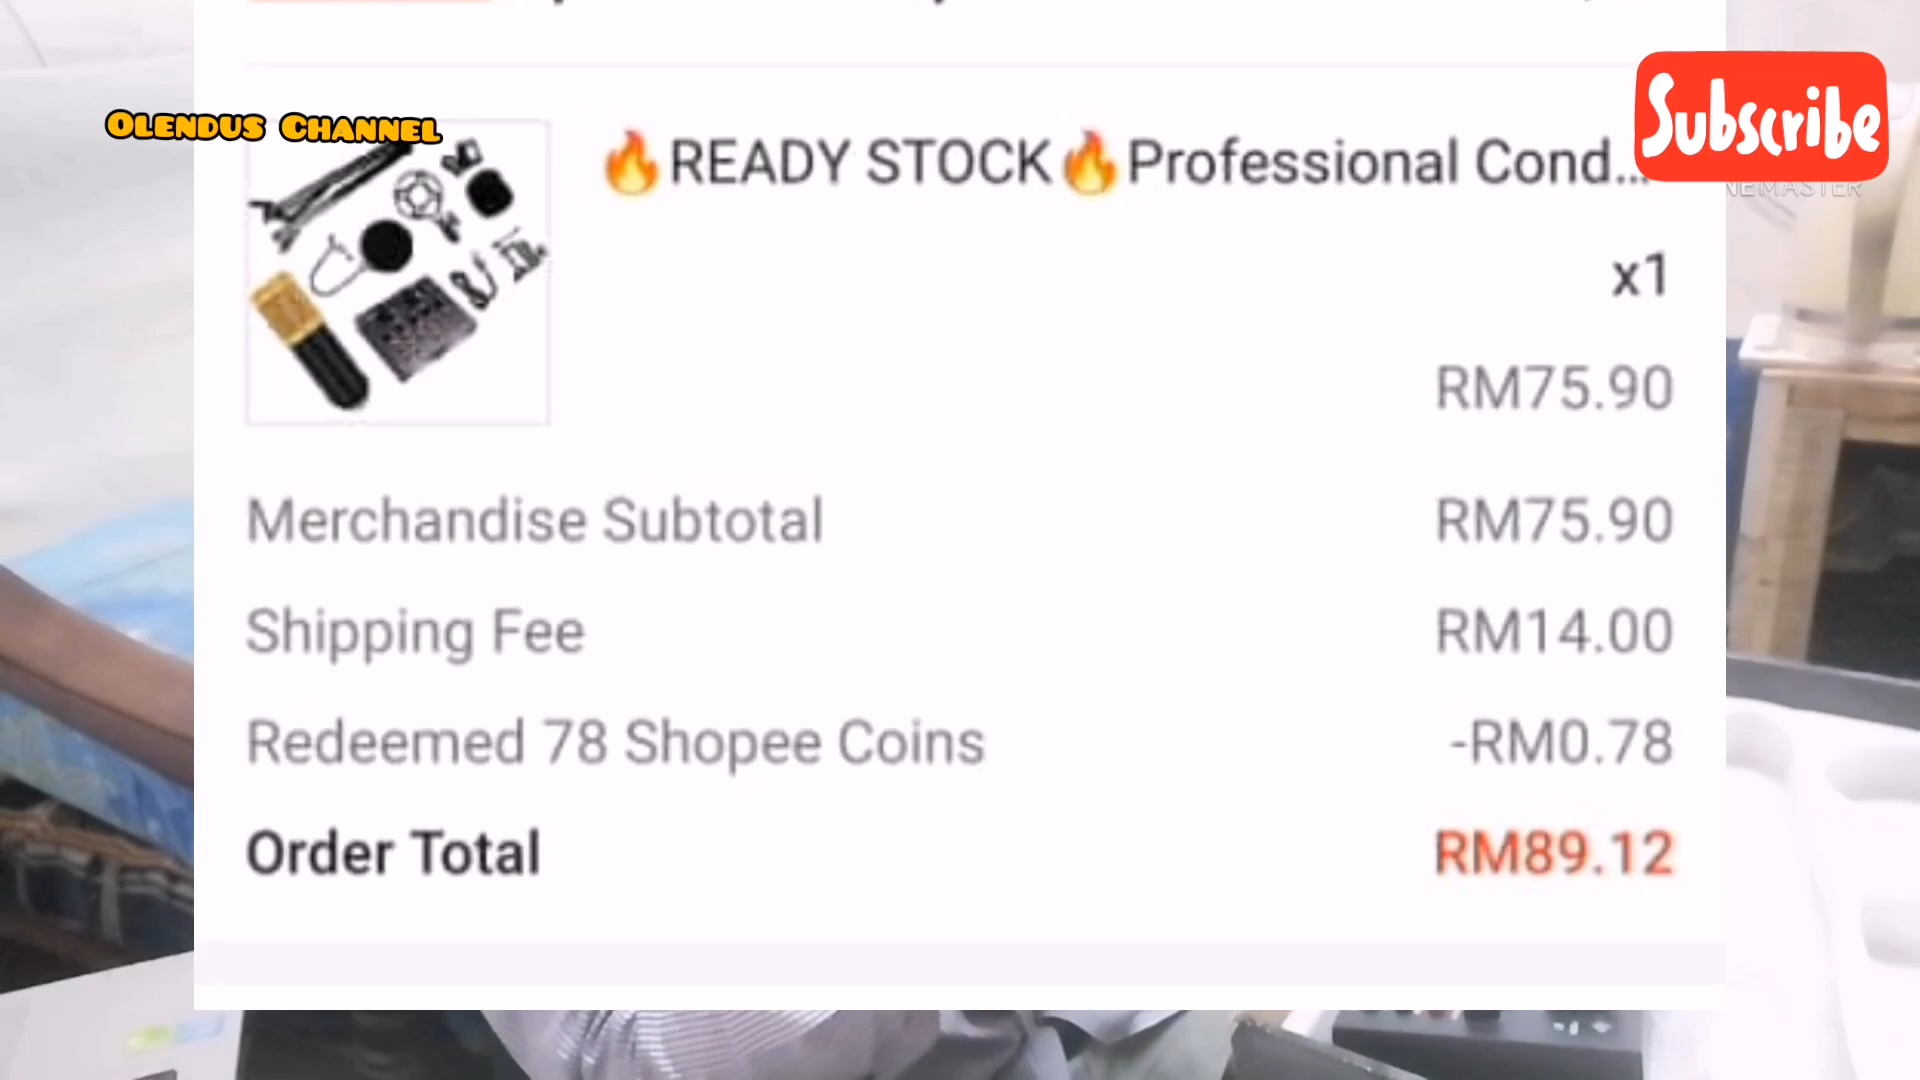 OLENDUS CHANNEL
Subscribe
🔥READY STOCK🔥Professional Cond...
x1
RM75.90
Merchandise Subtotal
RM75.90
Shipping Fee
RM14.00
Redeemed 78 Shopee Coins
-RM0.78
Order Total
RM89.12